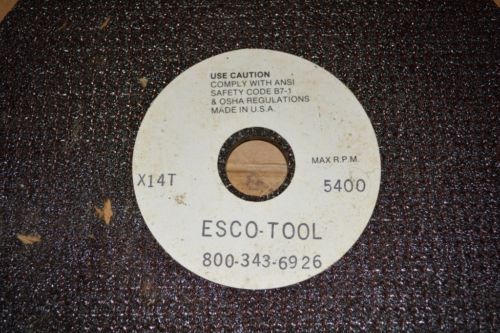 USE CAUTION
COMPLY WITH ANSI
SAFETY CODE B7-1
& OSHA REGULATIONS
MADE IN U.S.A.
MAX R.P.M.
X14T
5400
ESCO-TOOL
800-343-6926